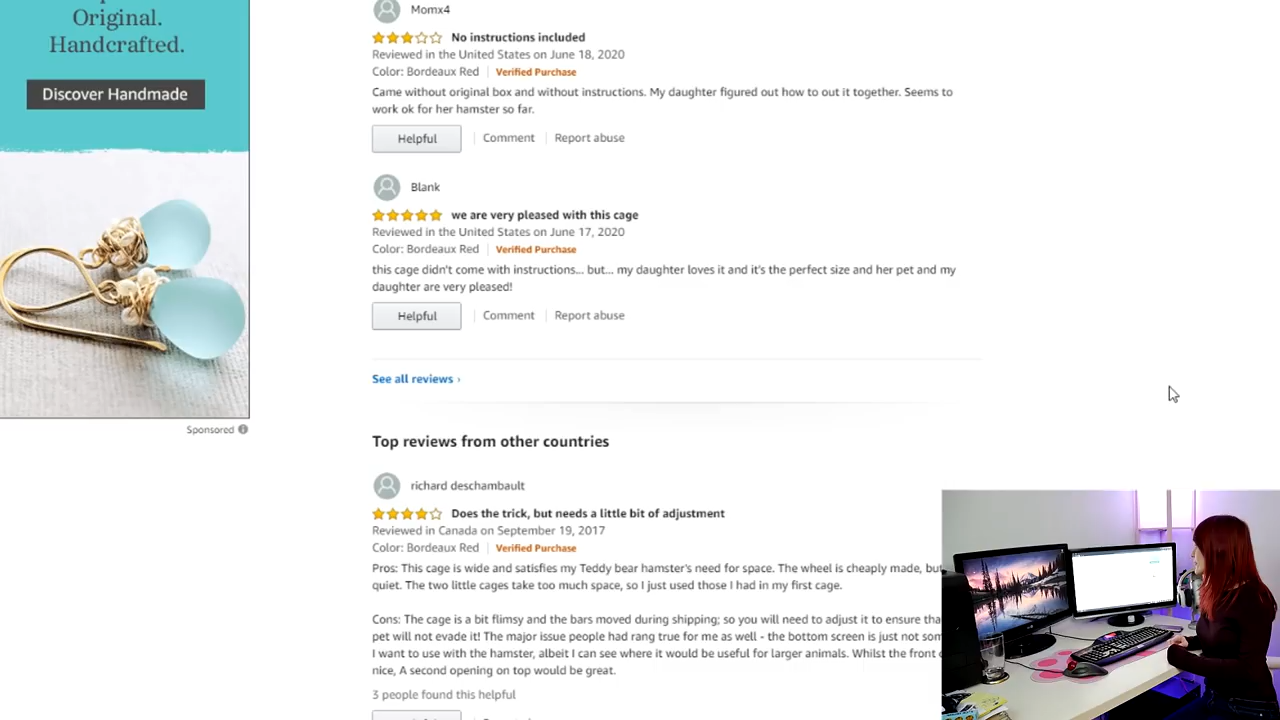 Original.
Handcrafted.
Discover Handmade
Sponsored
Momx4
No instructions included
Reviewed in the United States on June 18, 2020
Color: Bordeaux Red | Verified Purchase
Came without original box and without instructions. My daughter figured out how to out it together. Seems to
work ok for her hamster so far.
Helpful | Comment | Report abuse
Blank
we are very pleased with this cage
Reviewed in the United States on June 17, 2020
Color: Bordeaux Red | Verified Purchase
this cage didn't come with instructions... but... my daughter loves it and it's the perfect size and her pet and my
daughter are very pleased!
Helpful | Comment | Report abuse
See all reviews ›
Top reviews from other countries
richard deschambault
Does the trick, but needs a little bit of adjustment
Reviewed in Canada on September 19, 2017
Color: Bordeaux Red | Verified Purchase
Pros: This cage is wide and satisfies my Teddy bear hamster's need for space. The wheel is cheaply made, but
quiet. The two little cages take too much space, so I just used those I had in my first cage.
Cons: The cage is a bit flimsy and the bars moved during shipping; so you will need to adjust it to ensure
pet will not evade it! The major issue people had rang true for me as well - the bottom screen is just not
I want to use with the hamster, albeit I can see where it would be useful for larger animals. Whilst the front
nice, A second opening on top would be great.
3 people found this helpful